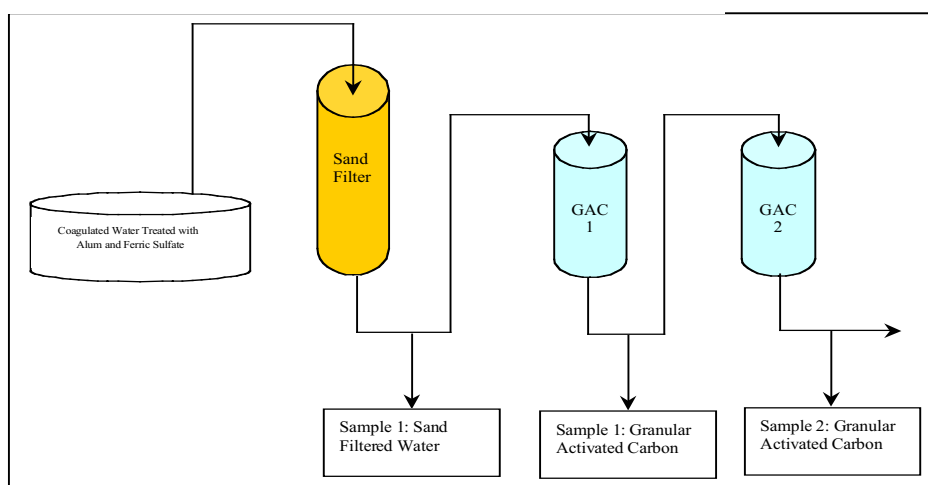 Sand
Filter
Coagulated Water Treated with
Alum and Ferric Sulfate
GAC
1
GAC
2
Sample 1: Sand
Filtered Water
Sample 1: Granular
Activated Carbon
Sample 2: Granular
Activated Carbon